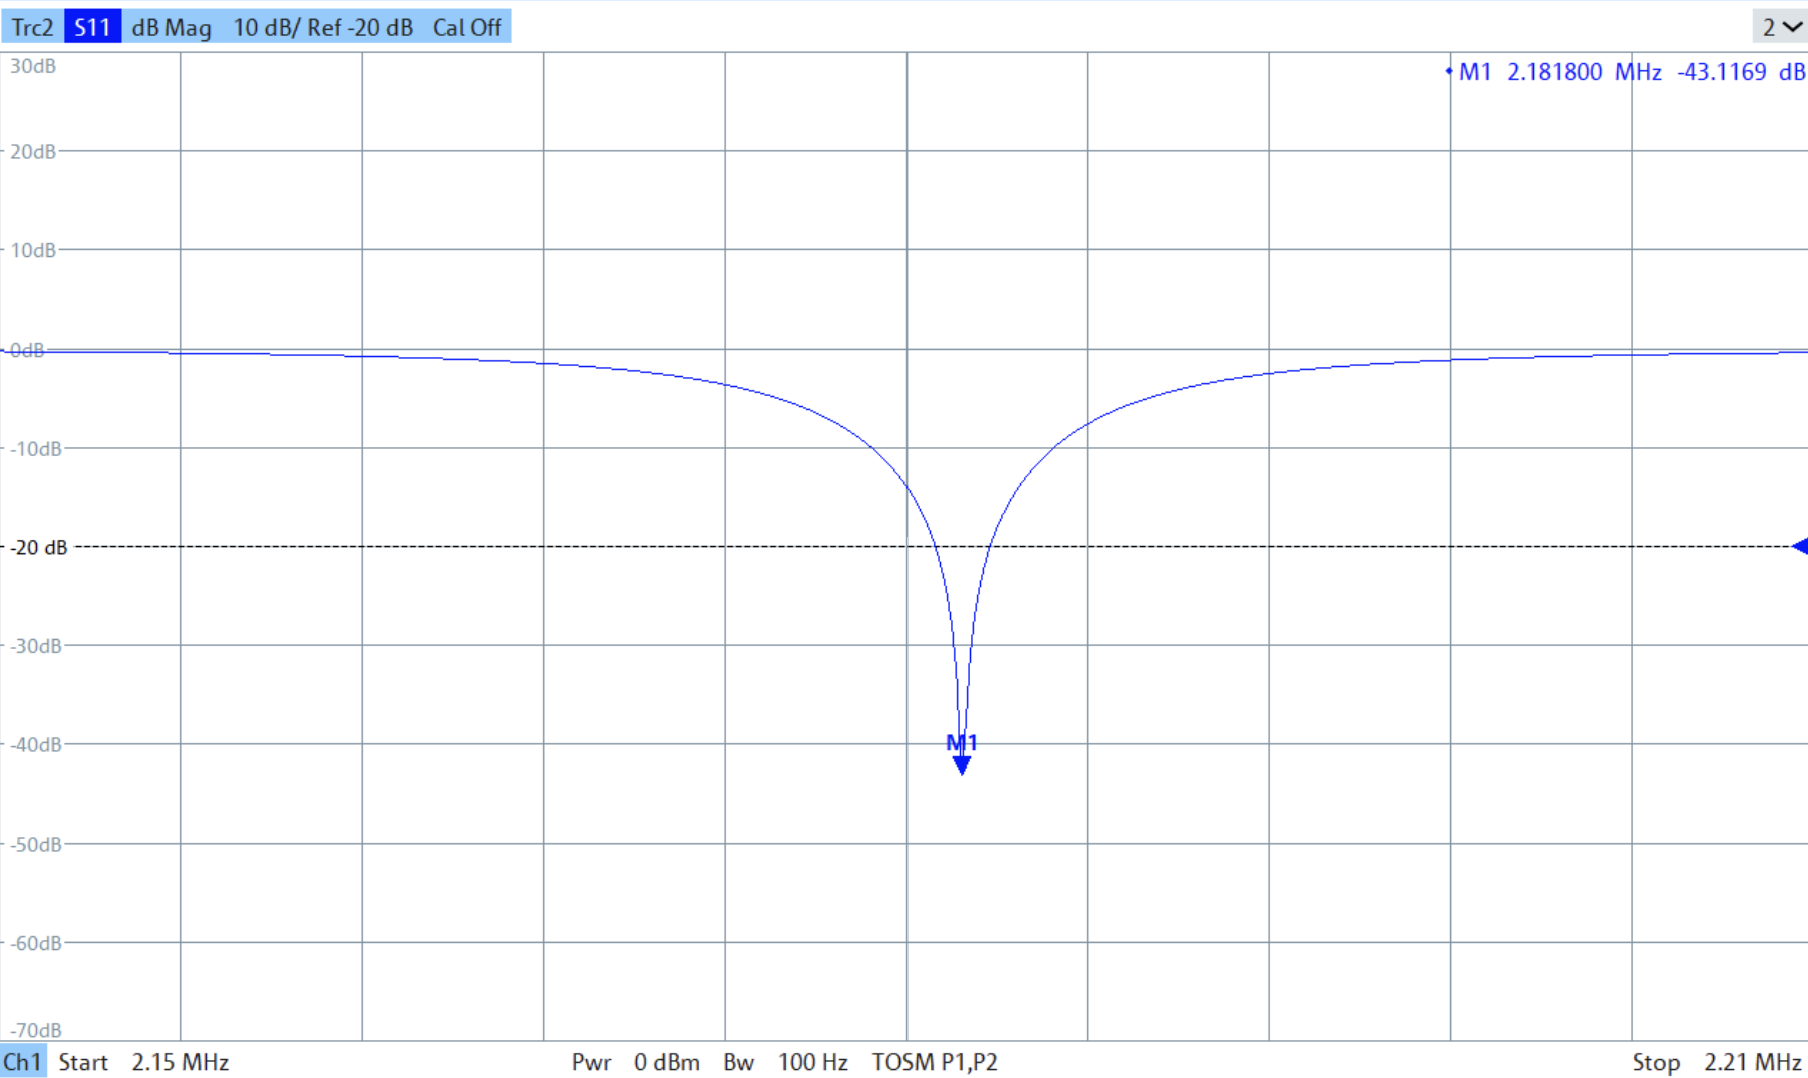 Trc2 S11 dB Mag 10 dB/ Ref -20 dB Cal Off 2
30dB
M1 2.181800 MHz -43.1169 dB
20dB
10dB
0dB
-10dB
-20 dB
-30dB
M1
-40dB
-50dB
-60dB
-70dB
Ch1 Start 2.15 MHz Pwr 0 dBm Bw 100 Hz TOSM P1,P2 Stop 2.21 MHz